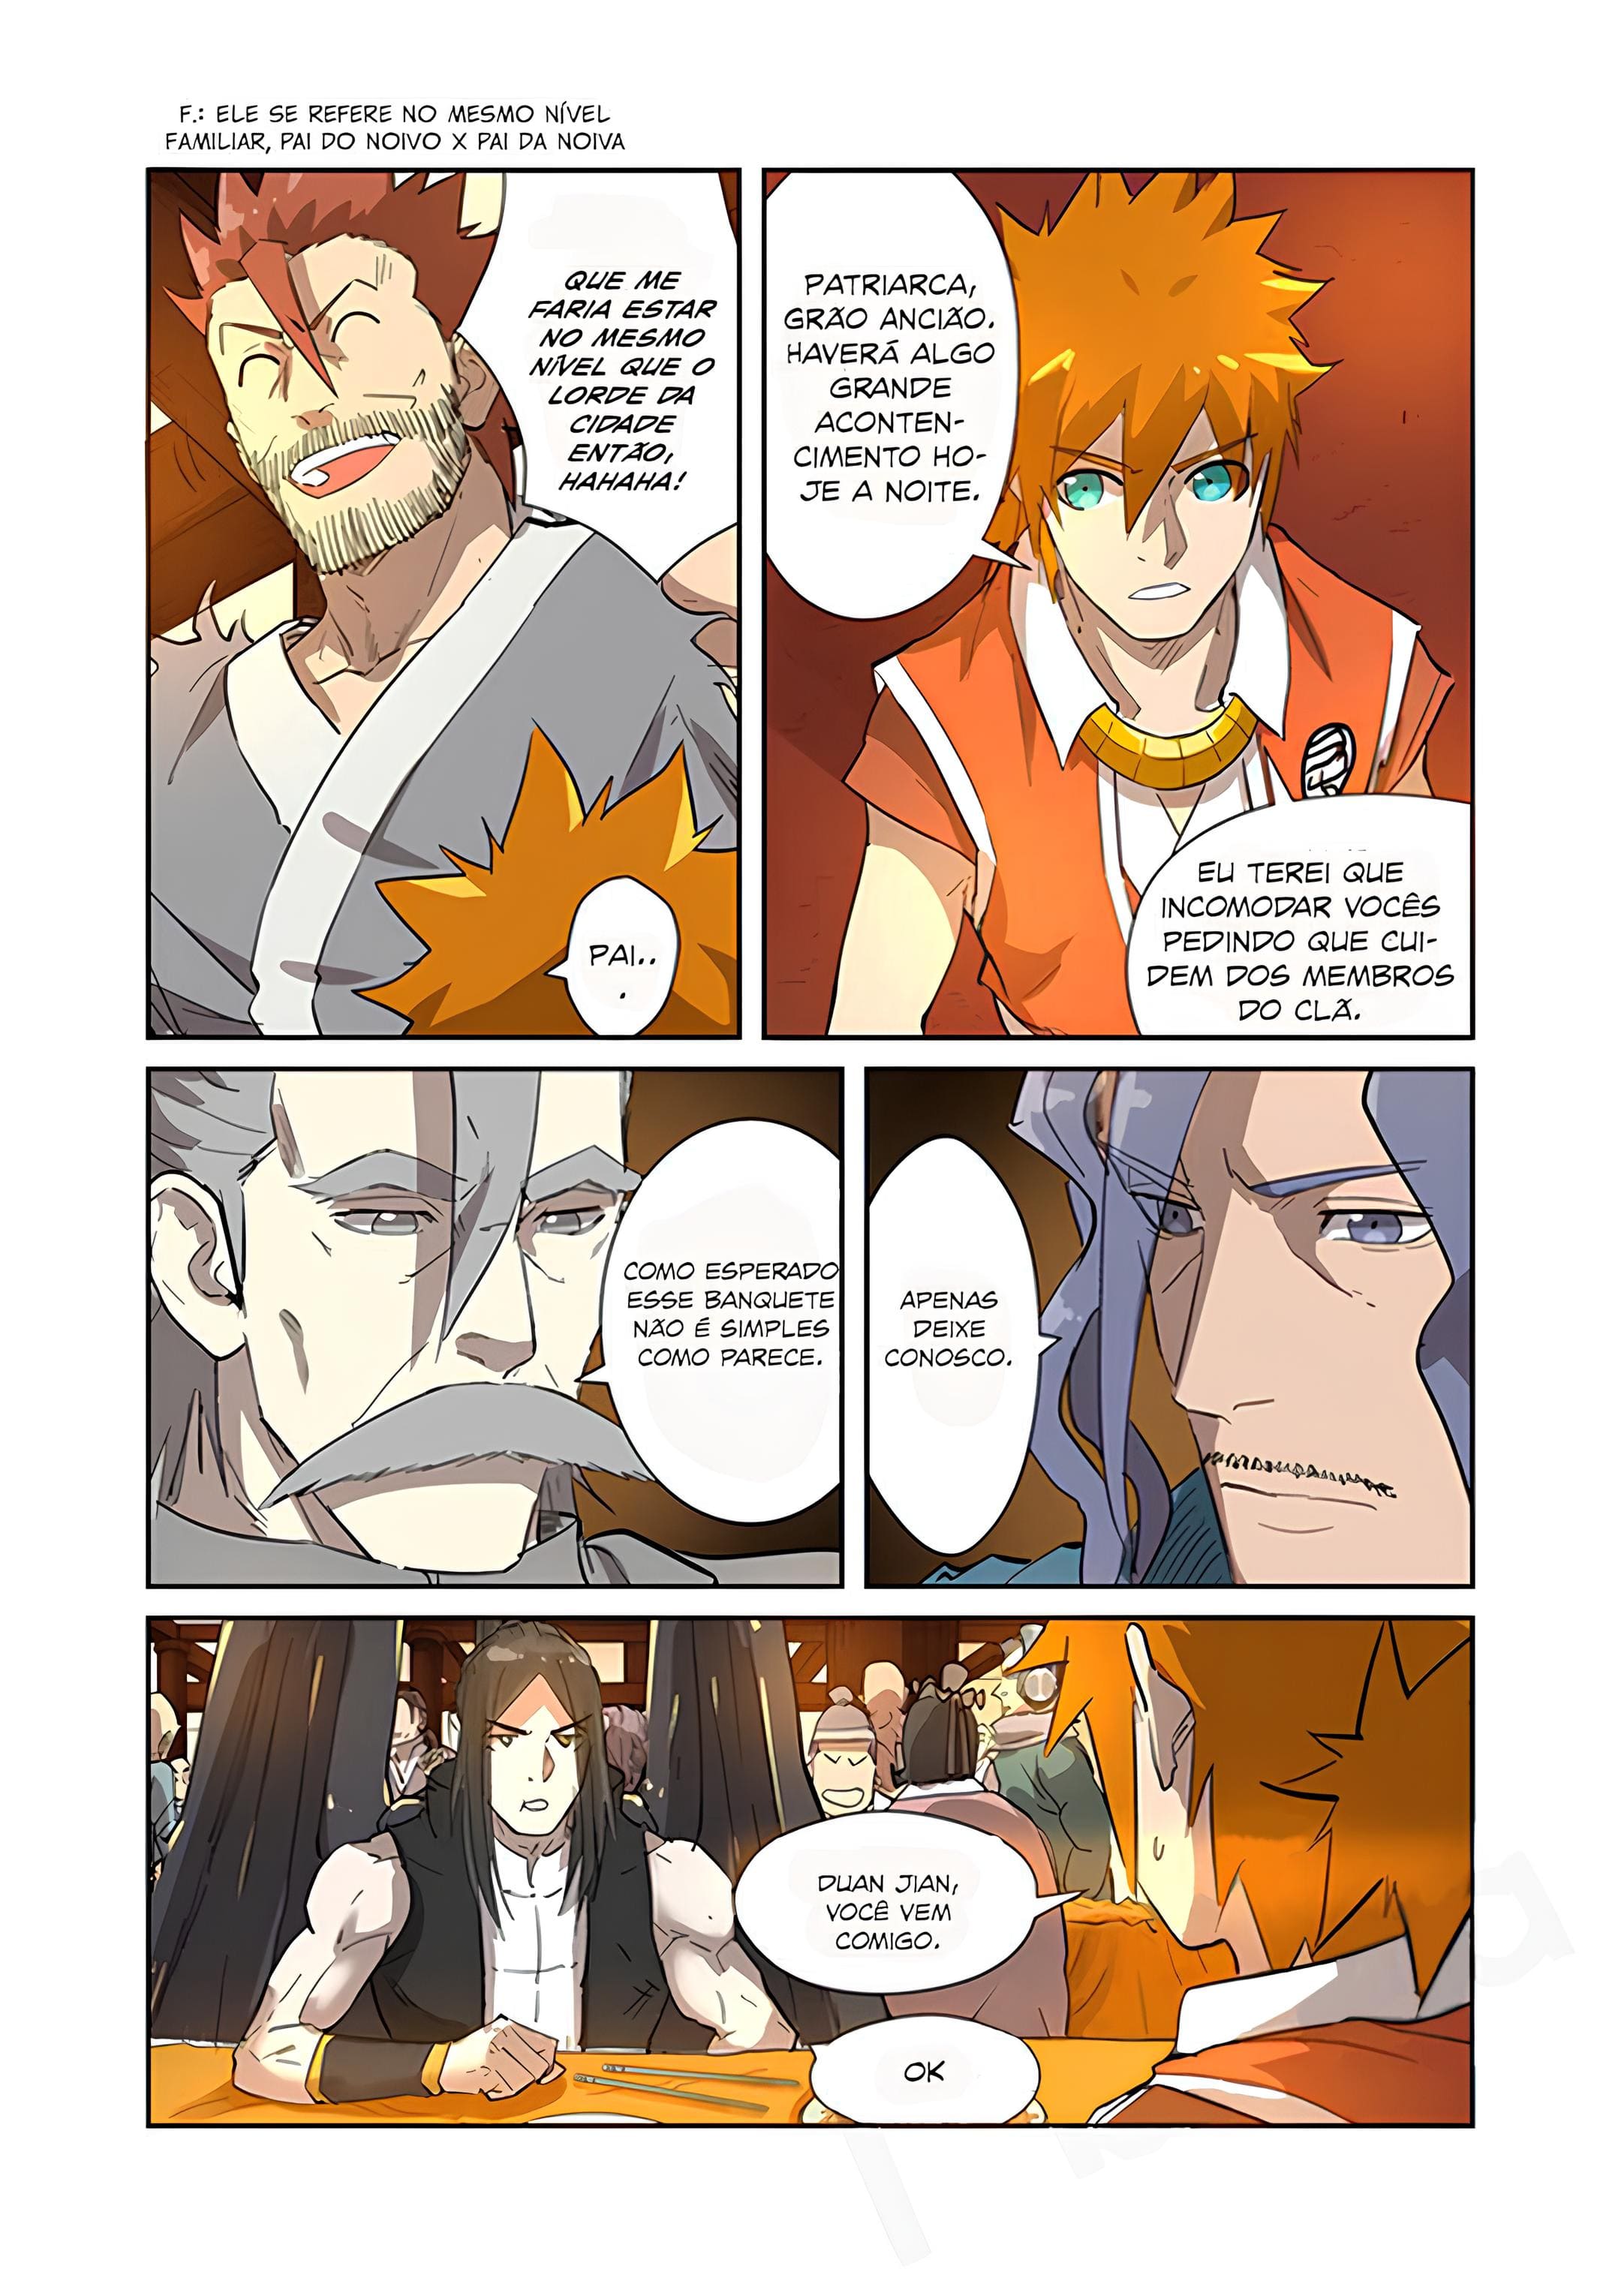 F.: ELE SE REFERE NO MESMO NÍVEL
FAMILIAR, PAI DO NOIVO X PAI DA NOIVA
QUE ME
FARIA ESTAR
NO MESMO
NÍVEL QUE O
LORDE DA
CIDADE
ENTÃO,
HAHAHA!
PAI..
.
PATRIARCA,
GRÃO ANCIÃO.
HAVERÁ ALGO
GRANDE
ACONTEN-
CIMENTO HO-
JE A NOITE.
EU TEREI QUE
INCOMODAR VOCÊS
PEDINDO QUE CUI-
DEM DOS MEMBROS
DO CLÃ.
COMO ESPERADO
ESSE BANQUETE
NÃO É SIMPLES
COMO PARECE.
APENAS
DEIXE
CONOSCO.
DUAN JIAN,
VOCÊ VEM
COMIGO.
OK